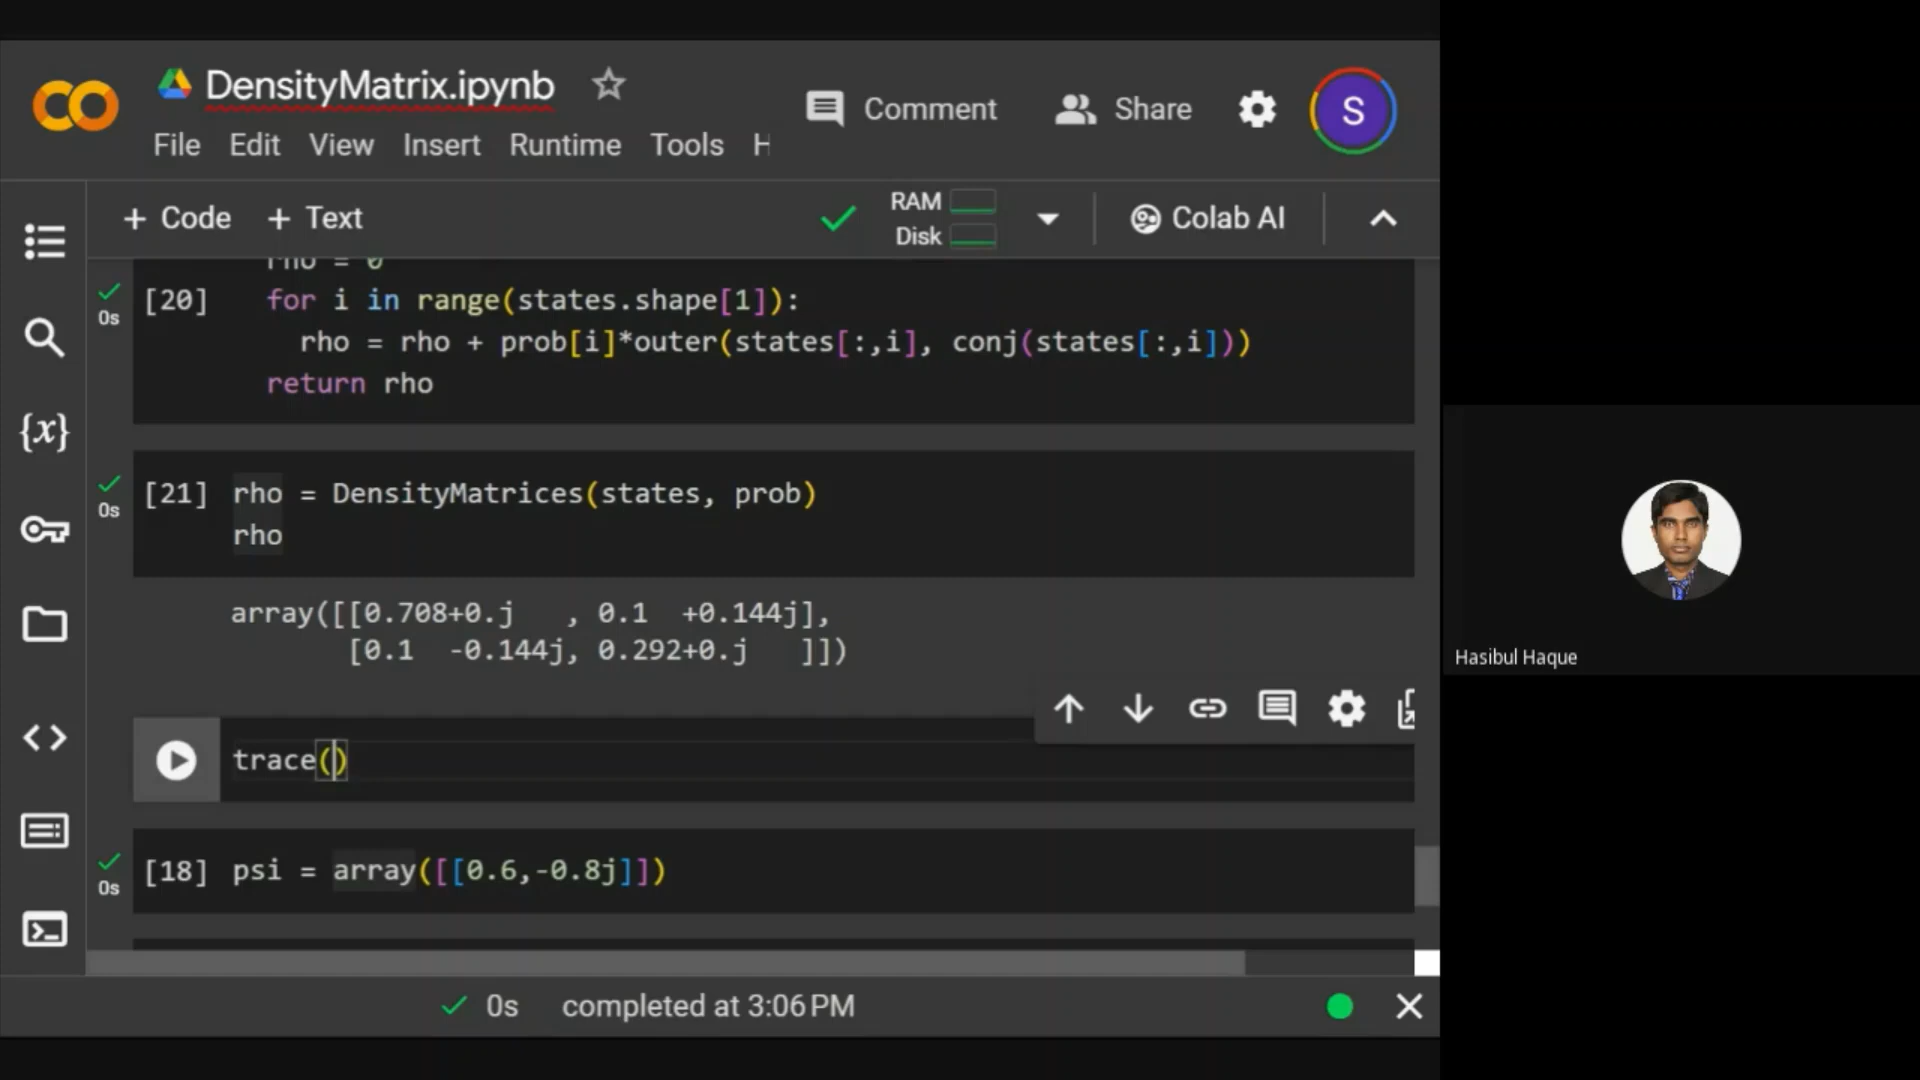 DensityMatrix.ipynb
Comment
Share
S
File Edit View Insert Runtime Tools H
+ Code + Text
RAM
Disk
Colab AI
rho = 0
[20] for i in range(states.shape[1]):
0s
rho = rho + prob[i]*outer(states[:,i], conj(states[:,i]))
return rho
[21] rho = DensityMatrices(states, prob)
0s
rho
array([[0.708+0.j   , 0.1  +0.144j],
[0.1  -0.144j, 0.292+0.j   ]])
trace()
[18] psi = array([[0.6,-0.8j]])
0s
0s completed at 3:06 PM
{x}
Hasibul Haque